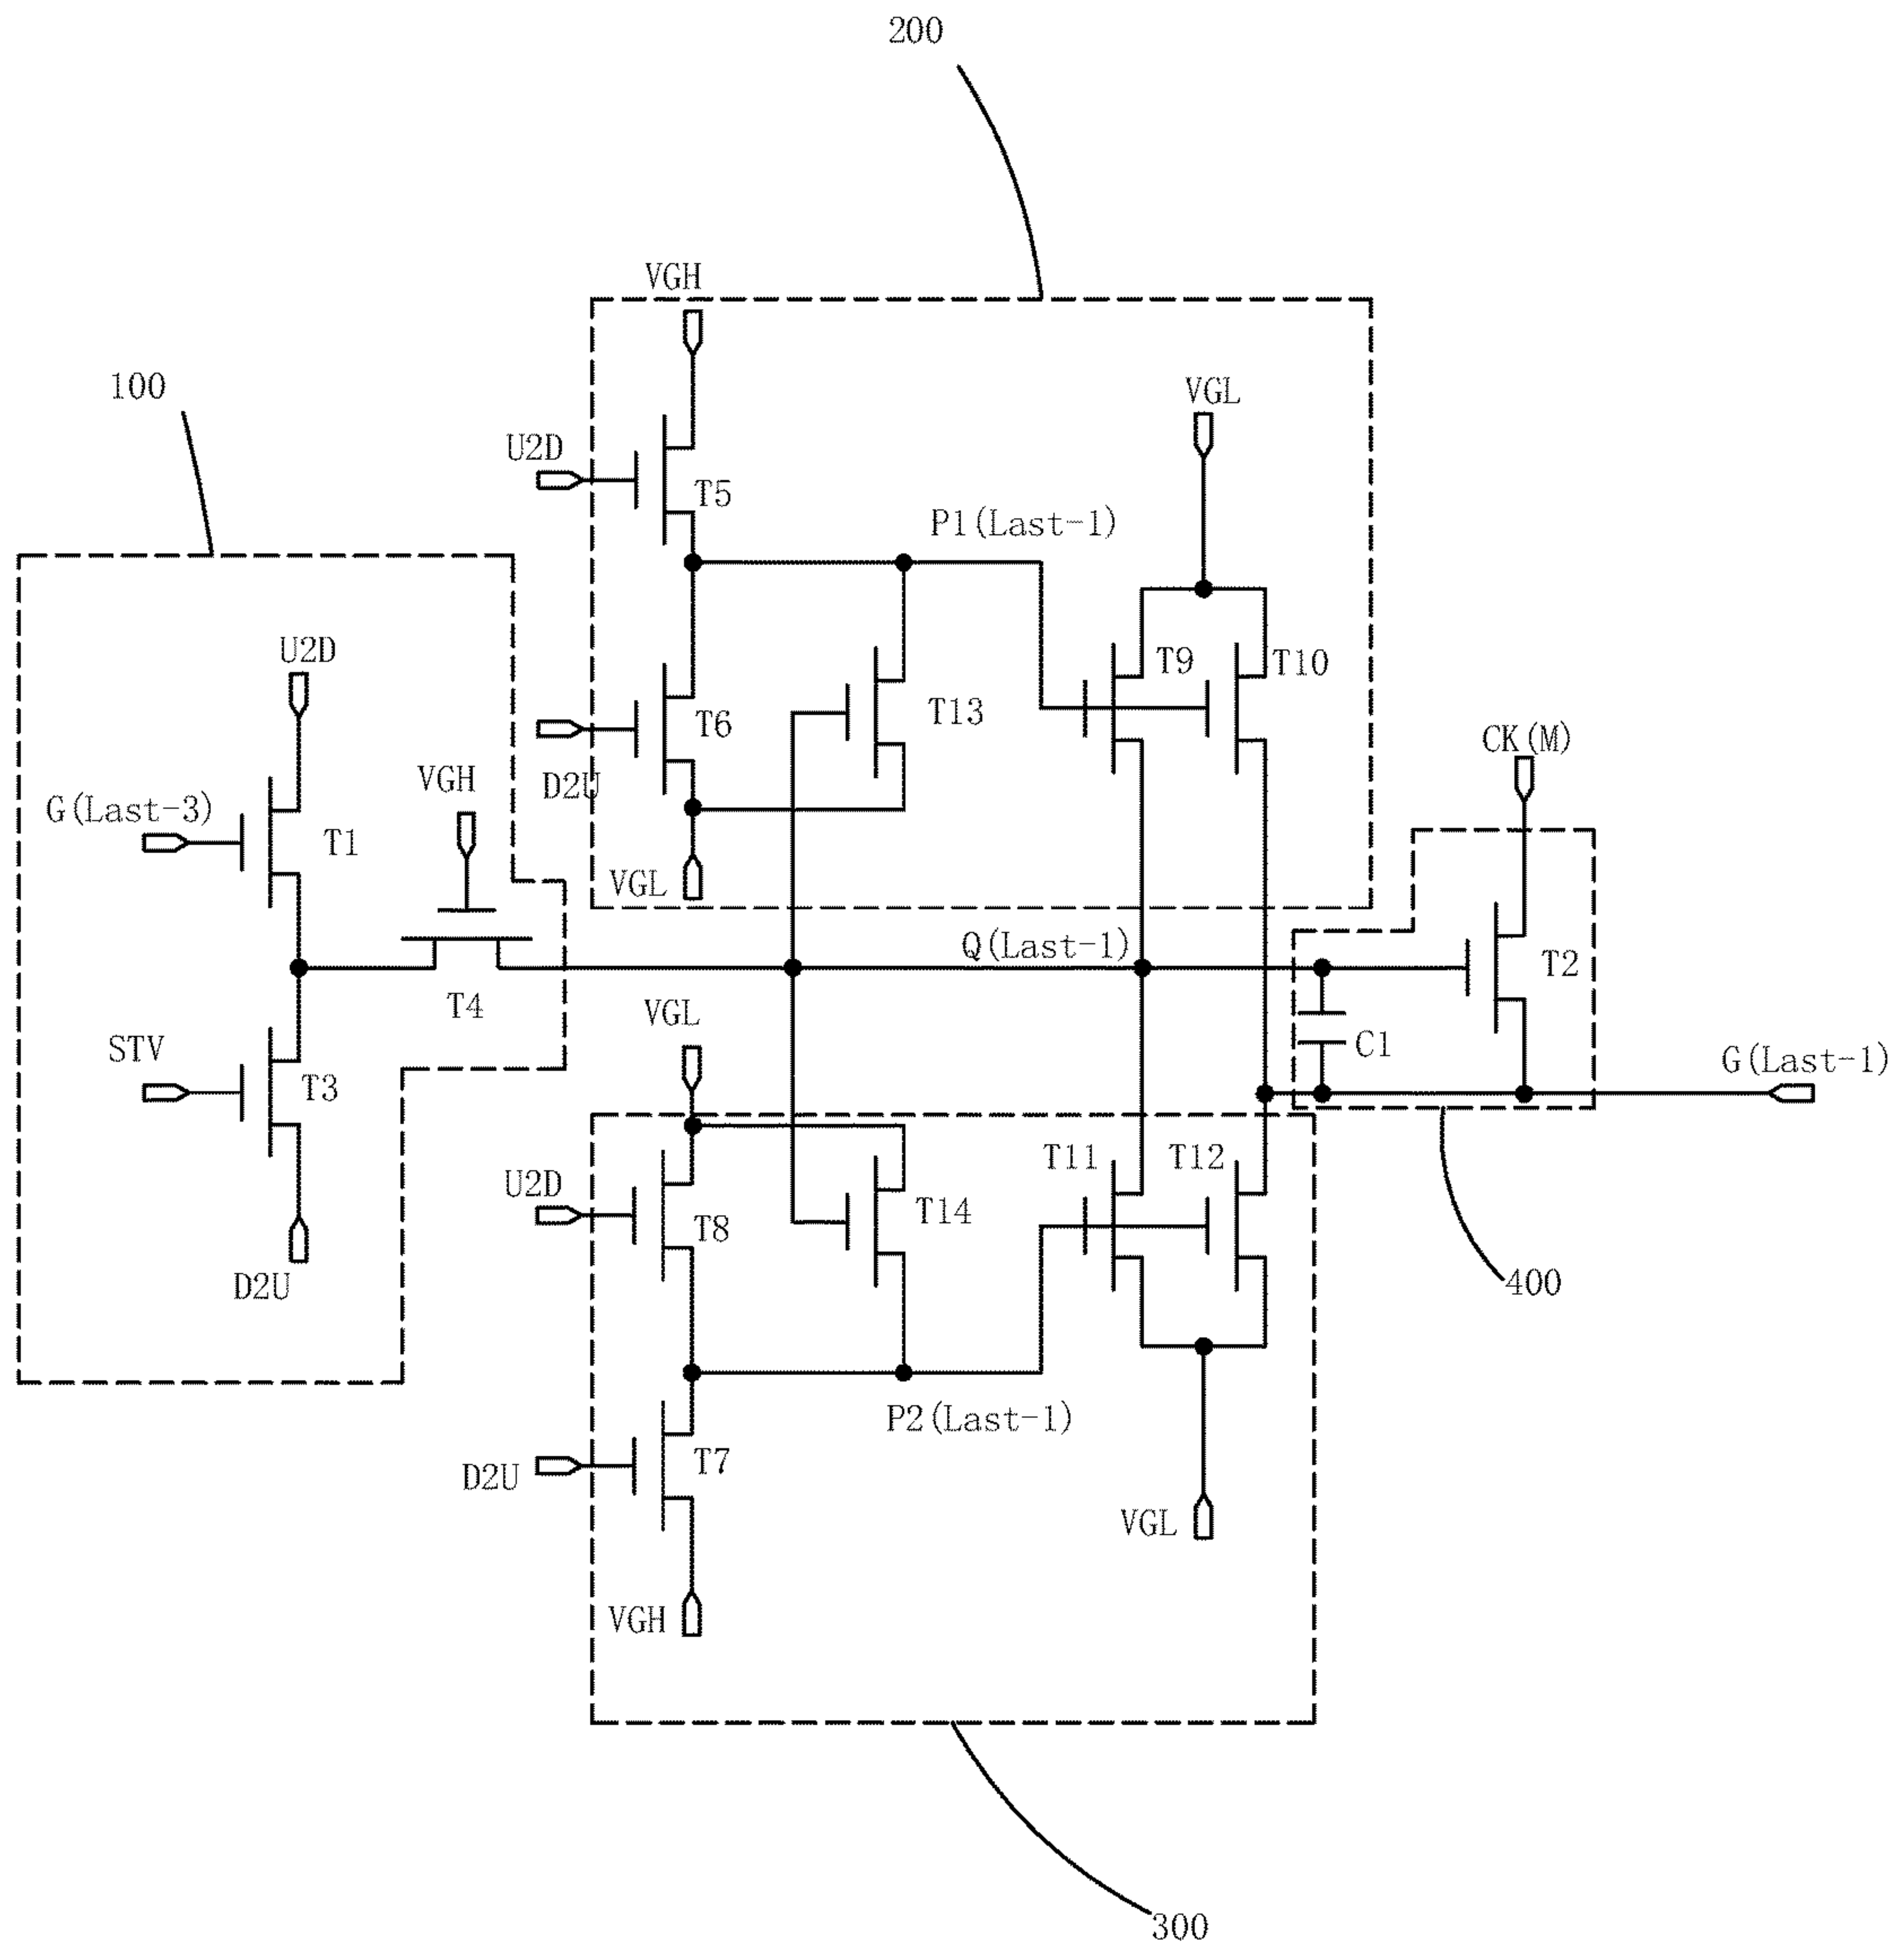 200
VGH
100
VGL
U2D
T5
P1(Last-1)
U2D
T9
T10
T6
T13
D2U
CK(M)
VGH
G(Last-3)
T1
VGL
Q(Last-1)
T2
T4
VGL
STV
C1
G(Last-1)
T3
T11
T12
U2D
T14
T8
D2U
400
P2(Last-1)
T7
D2U
VGL
VGH
300